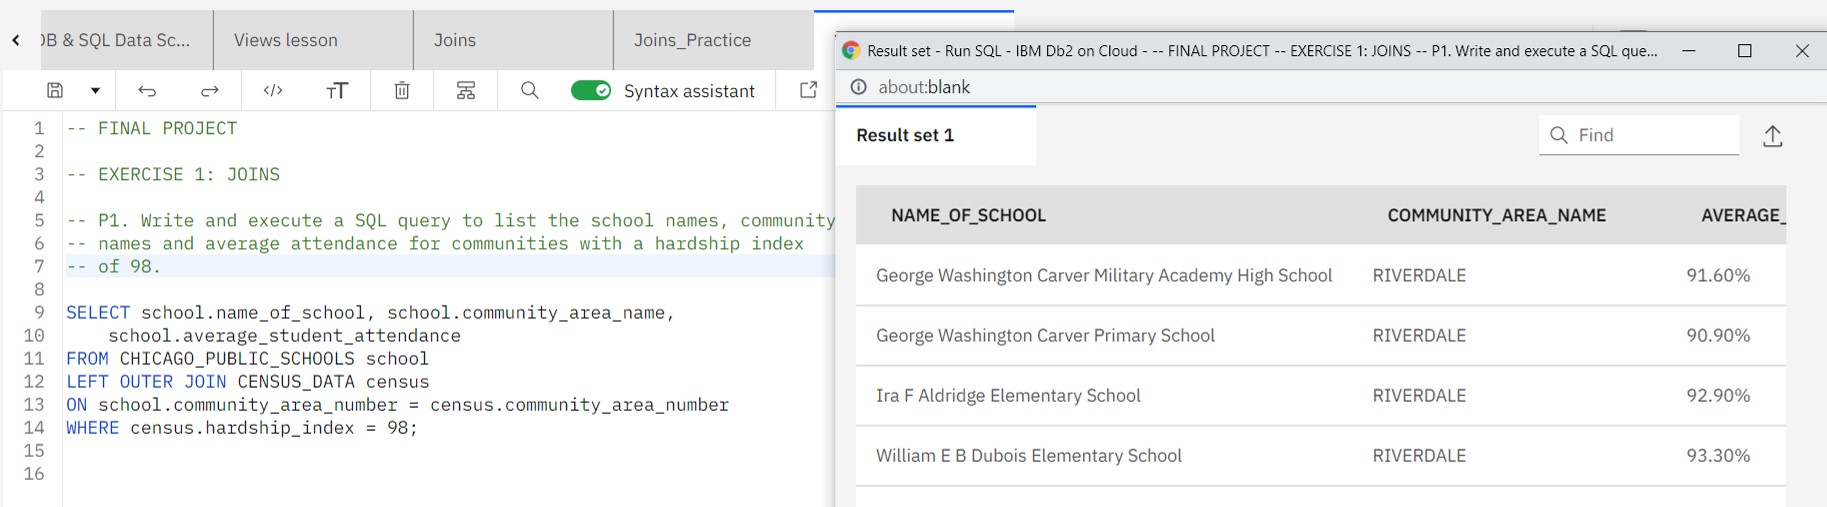 DB & SQL Data Sc...
Views lesson
Joins
Joins_Practice
Syntax assistant
1 -- FINAL PROJECT
2
3 -- EXERCISE 1: JOINS
4
5 -- P1. Write and execute a SQL query to list the school names, community
6 -- names and average attendance for communities with a hardship index
7 -- of 98.
8
9 SELECT school.name_of_school, school.community_area_name,
10 school.average_student_attendance
11 FROM CHICAGO_PUBLIC_SCHOOLS school
12 LEFT OUTER JOIN CENSUS_DATA census
13 ON school.community_area_number = census.community_area_number
14 WHERE census.hardship_index = 98;
15
16
Result set - Run SQL - IBM Db2 on Cloud - -- FINAL PROJECT -- EXERCISE 1: JOINS -- P1. Write and execute a SQL que...
about:blank
Result set 1
Find
NAME_OF_SCHOOL COMMUNITY_AREA_NAME AVERAGE_
George Washington Carver Military Academy High School RIVERDALE 91.60%
George Washington Carver Primary School RIVERDALE 90.90%
Ira F Aldridge Elementary School RIVERDALE 92.90%
William E B Dubois Elementary School RIVERDALE 93.30%